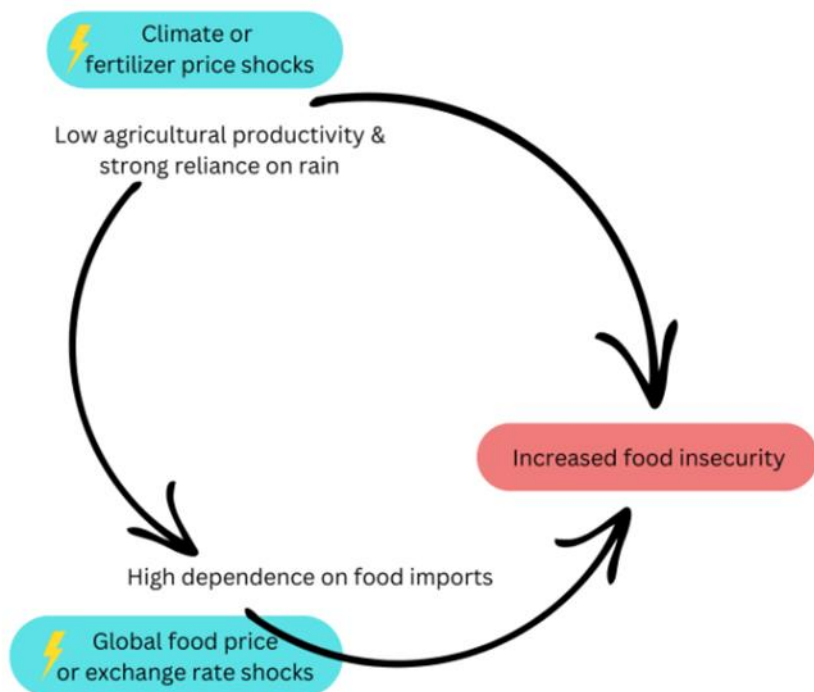 Climate or
fertilizer price shocks
Low agricultural productivity &
strong reliance on rain
Increased food insecurity
High dependence on food imports
Global food price
or exchange rate shocks